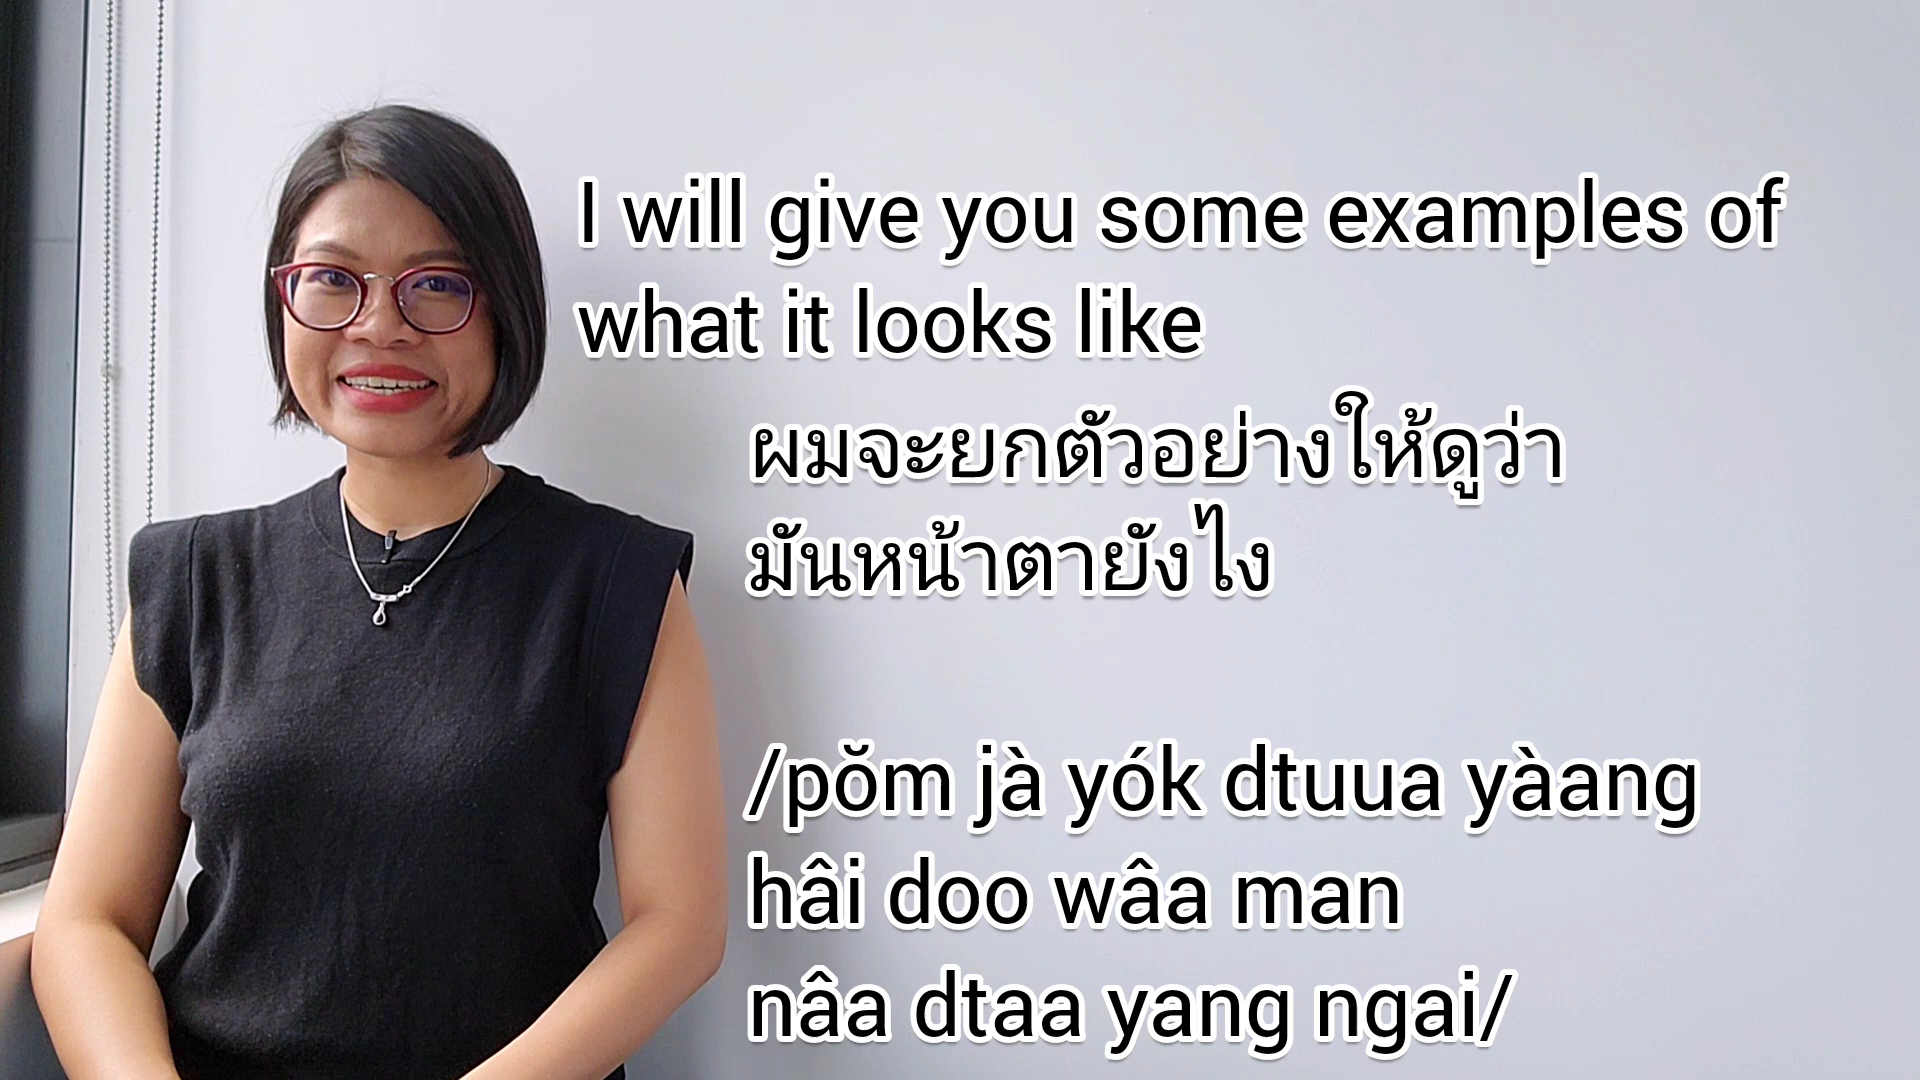 I will give you some examples of
what it looks like
ผมจะยกตัวอย่างให้ดูว่า
มันหน้าตายังไง
/pŏm jà yók dtuua yàang
hâi doo wâa man
nâa dtaa yang ngai/